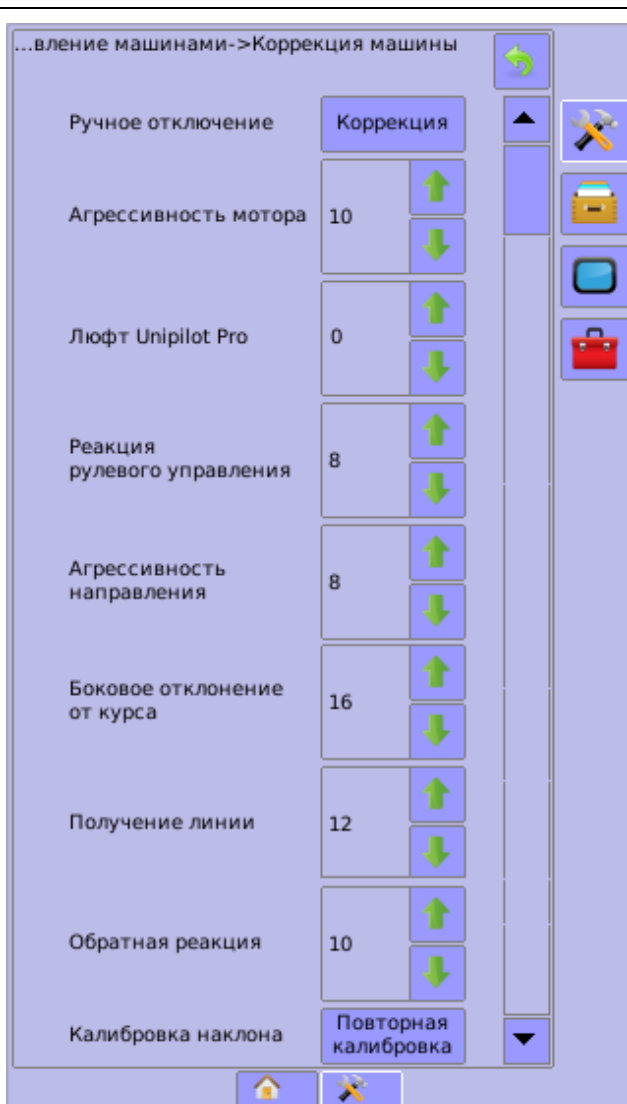 ...вление машинами->Коррекция машины
Ручное отключение Коррекция
Агрессивность мотора 10
Люфт Unipilot Pro 0
Реакция
рулевого управления 8
Агрессивность
направления 8
Боковое отклонение
от курса 16
Получение линии 12
Обратная реакция 10
Калибровка наклона Повторная
калибровка